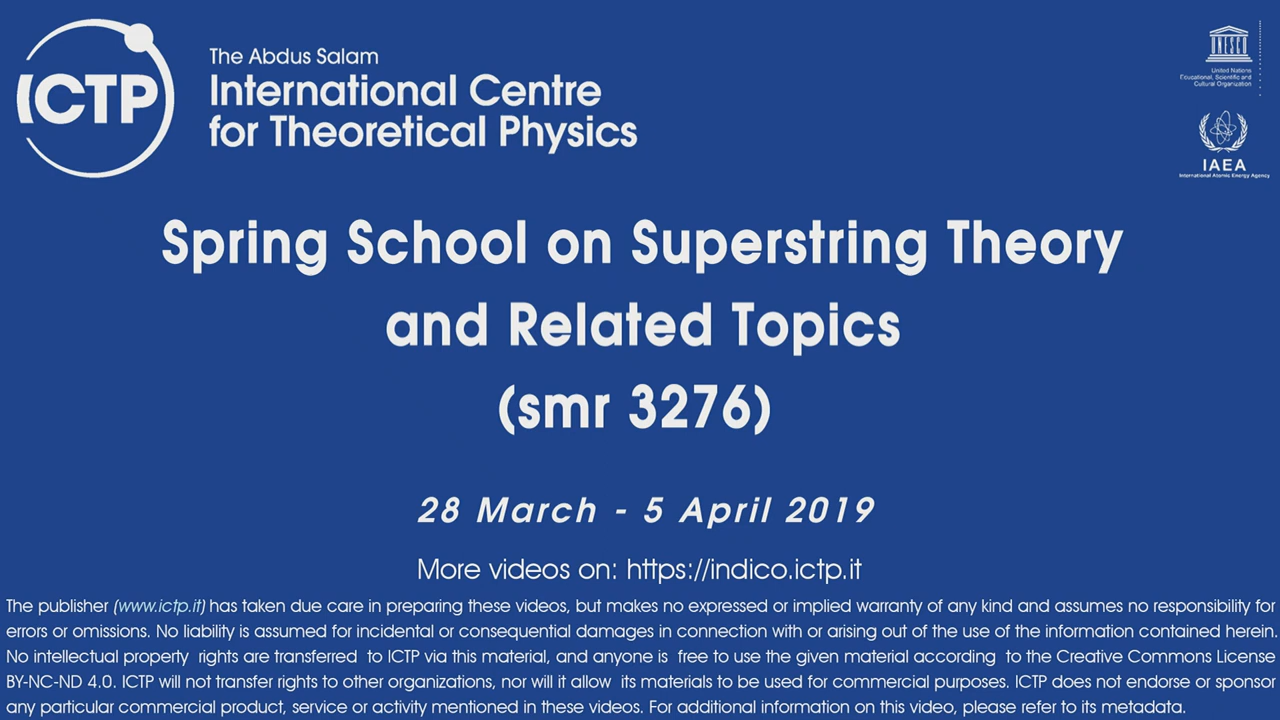 ICTP
The Abdus Salam
International Centre
for Theoretical Physics
UNESCO
United Nations
Educational, Scientific and
Cultural Organization
IAEA
International Atomic Energy Agency
Spring School on Superstring Theory
and Related Topics
(smr 3276)
28 March - 5 April 2019
More videos on: https://indico.ictp.it
The publisher (www.ictp.it) has taken due care in preparing these videos, but makes no expressed or implied warranty of any kind and assumes no responsibility for
errors or omissions. No liability is assumed for incidental or consequential damages in connection with or arising out of the use of the information contained herein.
No intellectual property rights are transferred to ICTP via this material, and anyone is free to use the given material according to the Creative Commons License
BY-NC-ND 4.0. ICTP will not transfer rights to other organizations, nor will it allow its materials to be used for commercial purposes. ICTP does not endorse or sponsor
any particular commercial product, service or activity mentioned in these videos. For additional information on this video, please refer to its metadata.